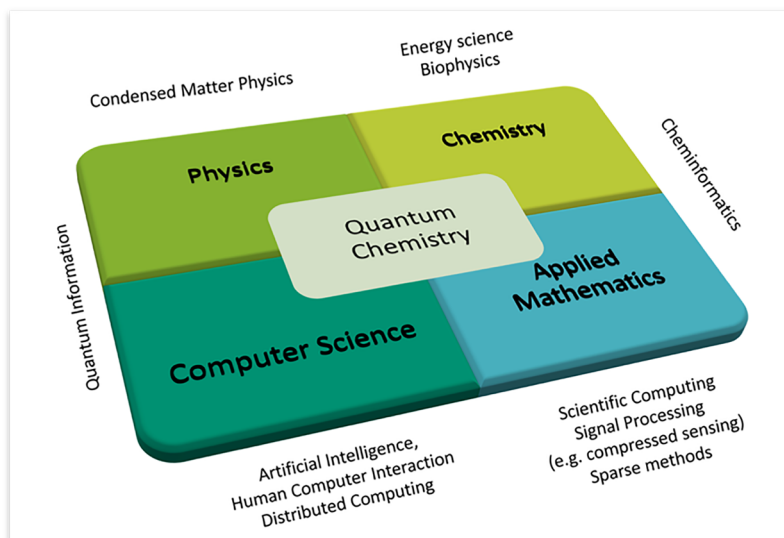 Energy science
Biophysics
Condensed Matter Physics
Chemistry
Physics
Cheminformatics
Quantum
Chemistry
Quantum Information
Applied
Mathematics
Computer Science
Scientific Computing
Signal Processing
(e.g. compressed sensing)
Sparse methods
Artificial Intelligence,
Human Computer Interaction
Distributed Computing